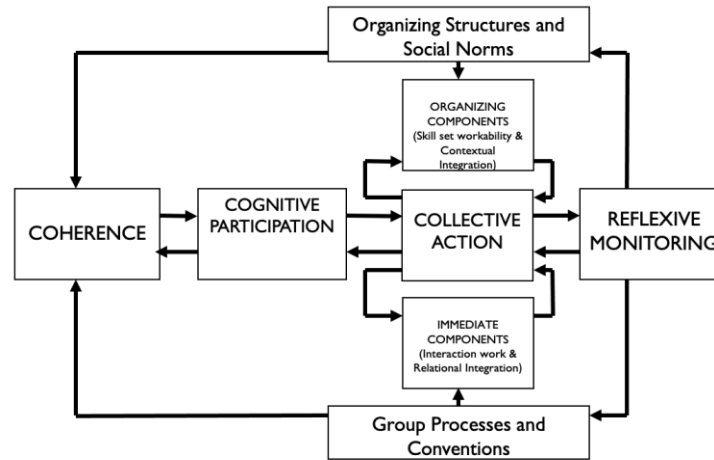 Organizing Structures and
Social Norms
ORGANIZING
COMPONENTS
(Skill set workability &
Contextual
Integration)
COHERENCE
COGNITIVE
PARTICIPATION
COLLECTIVE
ACTION
REFLEXIVE
MONITORING
IMMEDIATE
COMPONENTS
(Interaction work &
Relational Integration)
Group Processes and
Conventions